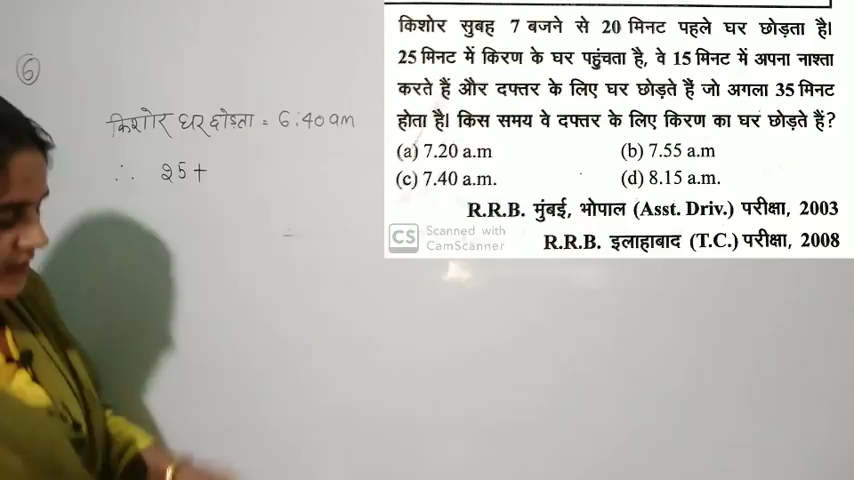 6
किशोर घर छोड़ता = 6:40 am
∴ 25 +
किशोर सुबह 7 बजने से 20 मिनट पहले घर छोड़ता है।
25 मिनट में किरण के घर पहुंचता है, वे 15 मिनट में अपना नाश्ता
करते हैं और दफ्तर के लिए घर छोड़ते हैं जो अगला 35 मिनट
होता है। किस समय वे दफ्तर के लिए किरण का घर छोड़ते हैं?
(a) 7.20 a.m (b) 7.55 a.m
(c) 7.40 a.m. (d) 8.15 a.m.
R.R.B. मुंबई, भोपाल (Asst. Driv.) परीक्षा, 2003
R.R.B. इलाहाबाद (T.C.) परीक्षा, 2008
CS Scanned with
CamScanner